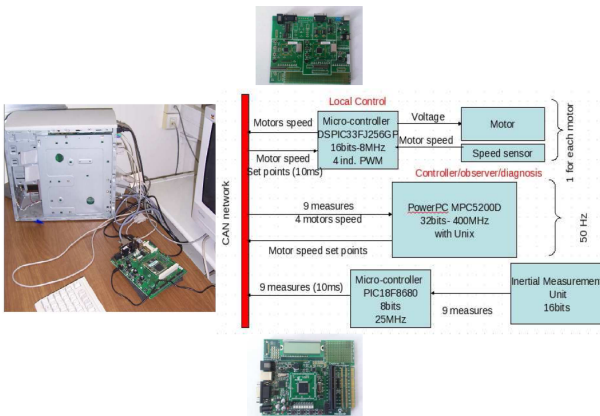 Local Control
Motors speed
Micro-controller
DSPIC33FJ256GP
16bits-8MHz
4 ind. PWM
Voltage
Motor
Motor speed
Speed sensor
1 for each motor
Motor speed
Set points (10ms)
Controller/observer/diagnosis
CAN network
9 measures
4 motors speed
PowerPC MPC5200D
32bits- 400MHz
with Unix
50 Hz
Motor speed set points
9 measures (10ms)
Micro-controller
PIC18F8680
8bits
25MHz
9 measures
Inertial Measurement
Unit
16bits